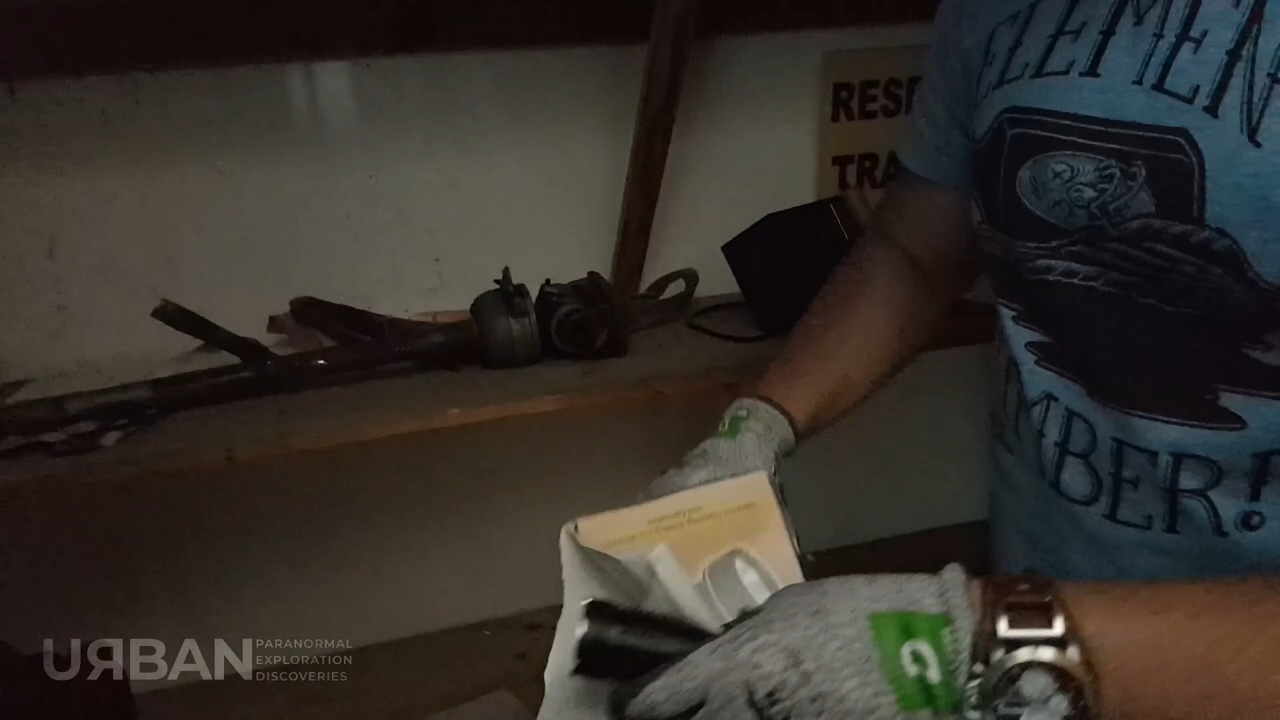 ELEMEN
RES
TRA
MBER!
URBAN
PARANORMAL
EXPLORATION
DISCOVERIES